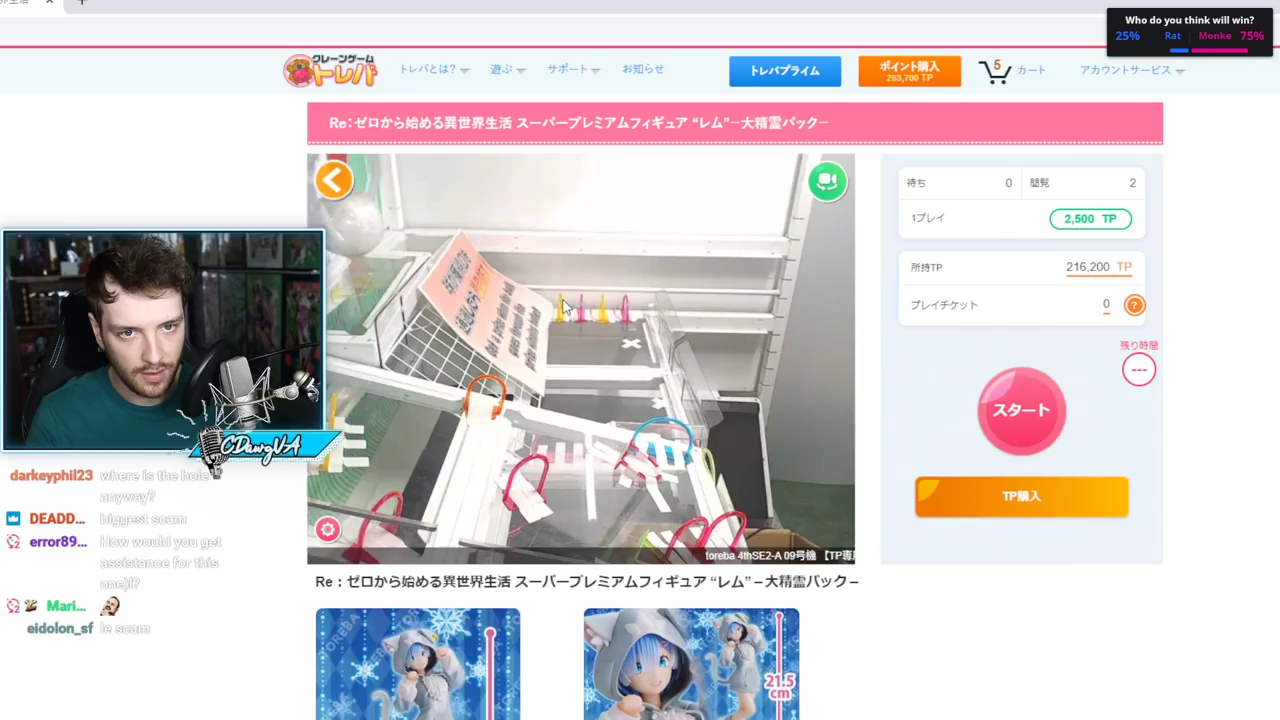 Who do you think will win?
25% Rat Monke 75%
クレーンゲーム
トレバ
トレバとは?
遊ぶ
サポート
お知らせ
トレバプライム
ポイント購入
253,700 TP
5
カート
アカウントサービス
Re:ゼロから始める異世界生活 スーパープレミアムフィギュア “レム”－大精霊パック－
待ち 0 閲覧 2
1プレイ 2,500 TP
所持TP 216,200 TP
プレイチケット 0 ?
残り時間
---
スタート
TP購入
toreba 4thSE2-A 09号機 【TP専用
Re：ゼロから始める異世界生活 スーパープレミアムフィギュア “レム” －大精霊パック－
21.5
cm
CDawgVA
darkeyphil23 where is the hole
anyway?
DEADD... biggest scam
error89... How would you get
assistance for this
one)l?
Mari...
eidolon_sf le scam